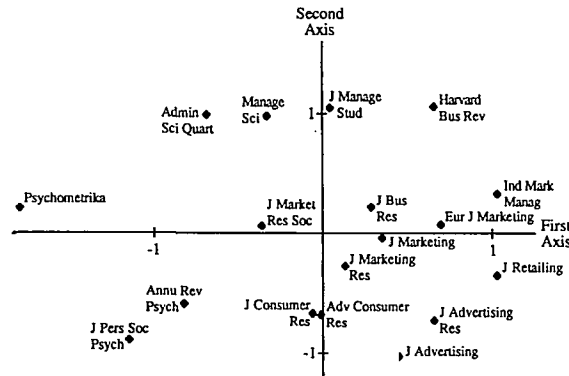 Second
Axis
Admin
Sci Quart
Manage
Sci
J Manage
Stud
Harvard
Bus Rev
1
Psychometrika
J Market
Res Soc
J Bus
Res
Ind Mark
Manag
Eur J Marketing
First
Axis
-1
1
J Marketing
J Marketing
Res
J Retailing
Annu Rev
Psych
J Consumer
Res
Adv Consumer
Res
J Advertising
Res
J Pers Soc
Psych
-1
J Advertising